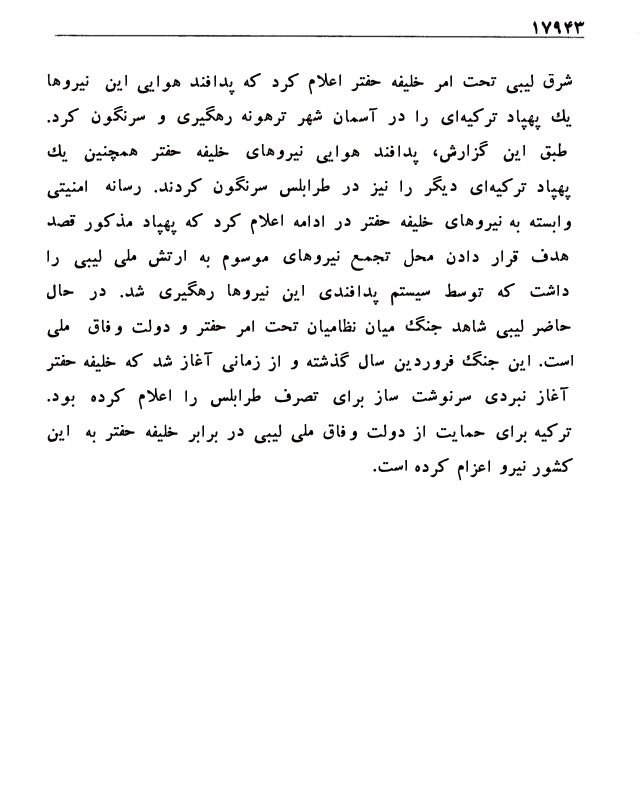 ۱۷۹۴۳
شرق لیبی تحت امر خلیفه حفتر اعلام کرد که پدافند هوایی این نیروها
یك پهپاد ترکیه‌ای را در آسمان شهر ترهونه رهگیری و سرنگون کرد.
طبق این گزارش، پدافند هوایی نیروهای خلیفه حفتر همچنین یك
پهپاد ترکیه‌ای دیگر را نیز در طرابلس سرنگون کردند. رسانه امنیتی
وابسته به نیروهای خلیفه حفتر در ادامه اعلام کرد که پهپاد مذکور قصد
هدف قرار دادن محل تجمع نیروهای موسوم به ارتش ملی لیبی را
داشت که توسط سیستم پدافندی این نیروها رهگیری شد. در حال
حاضر لیبی شاهد جنگ میان نظامیان تحت امر حفتر و دولت وفاق ملی
است. این جنگ فروردین سال گذشته و از زمانی آغاز شد که خلیفه حفتر
آغاز نبردی سرنوشت ساز برای تصرف طرابلس را اعلام کرده بود.
ترکیه برای حمایت از دولت وفاق ملی لیبی در برابر خلیفه حفتر به این
کشور نیرو اعزام کرده است.